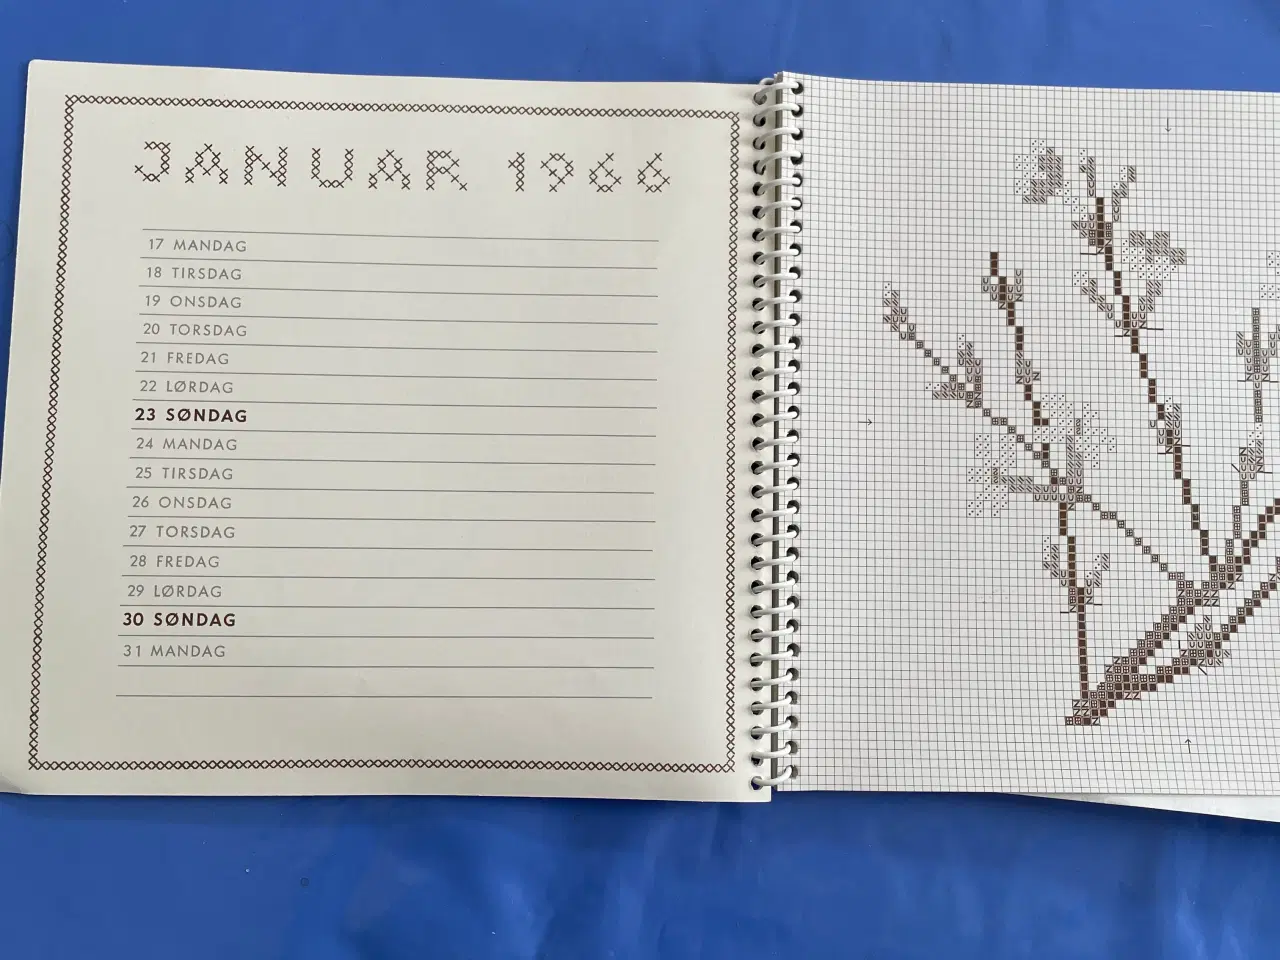 JANUAR 1966
17 MANDAG
18 TIRSDAG
19 ONSDAG
20 TORSDAG
21 FREDAG
22 LØRDAG
23 SØNDAG
24 MANDAG
25 TIRSDAG
26 ONSDAG
27 TORSDAG
28 FREDAG
29 LØRDAG
30 SØNDAG
31 MANDAG